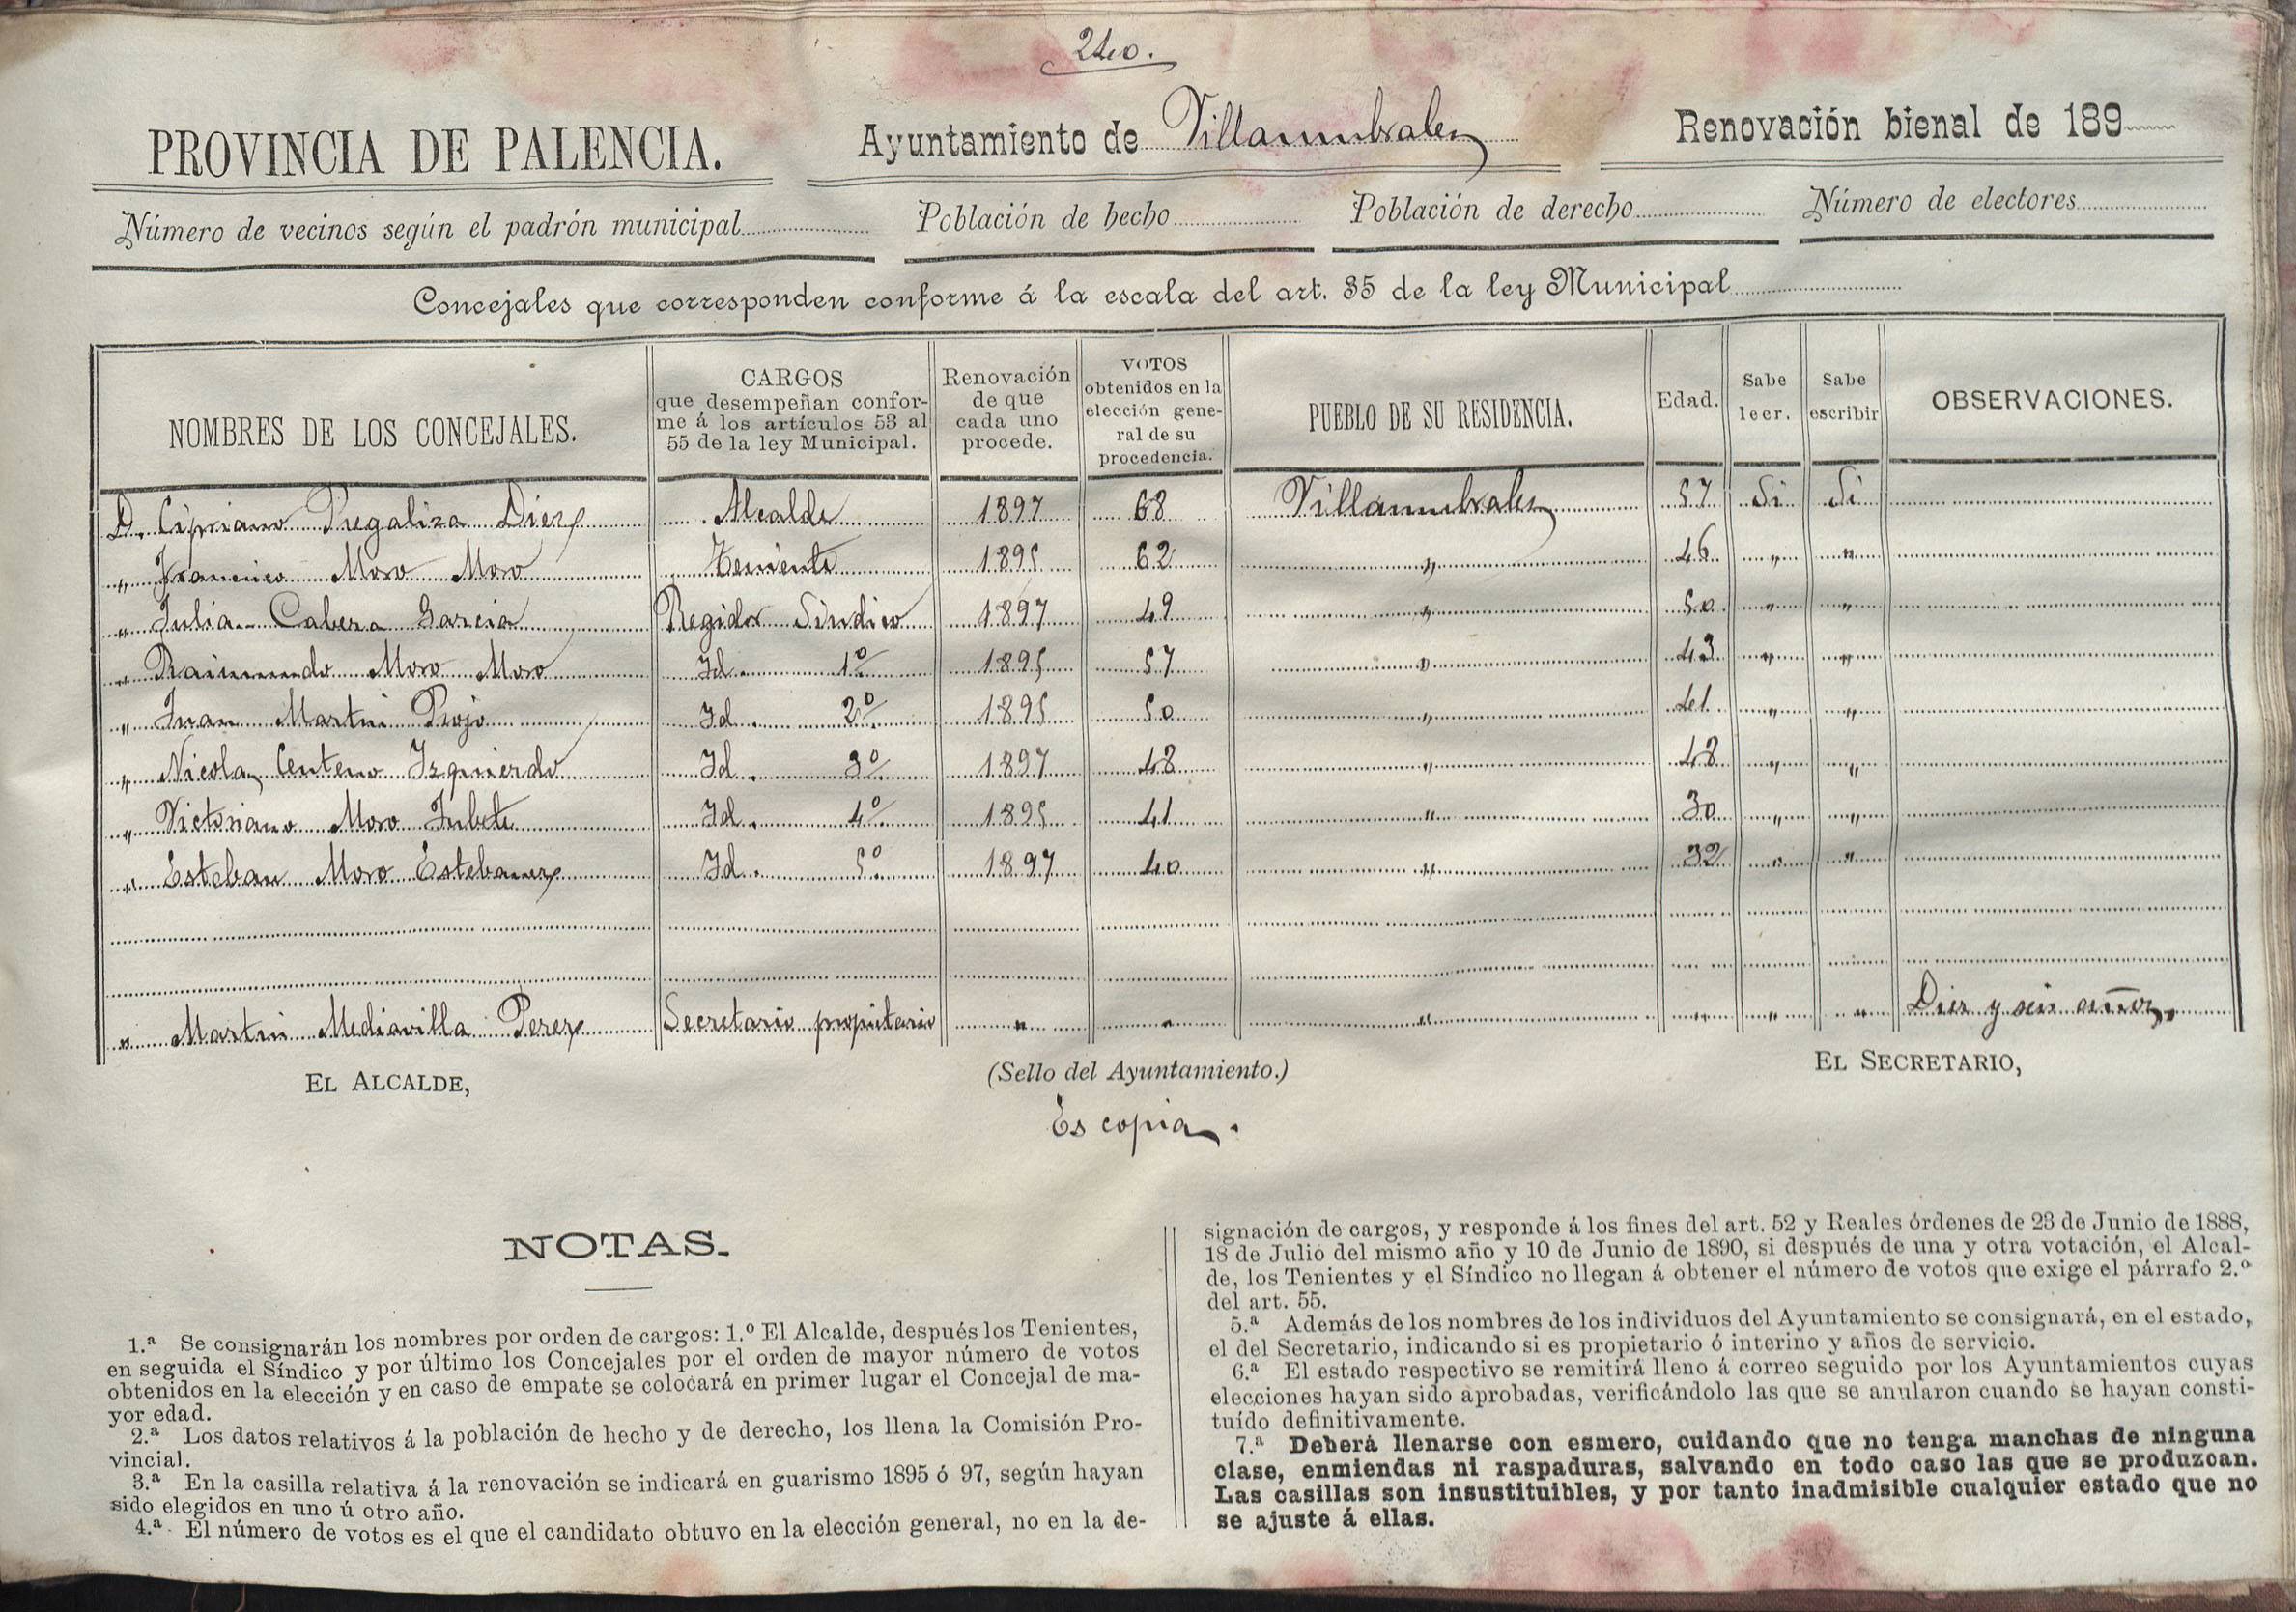 240.
PROVINCIA DE PALENCIA. Ayuntamiento de Villaumbrales Renovación bienal de 189
Número de vecinos según el padrón municipal Población de hecho Población de derecho Número de electores
Concejales que corresponden conforme á la escala del art. 35 de la ley Municipal
NOMBRES DE LOS CONCEJALES.
CARGOS
que desempeñan confor-
me á los artículos 53 al
55 de la ley Municipal.
Renovación
de que
cada uno
procede.
VOTOS
obtenidos en la
elección gene-
ral de su
procedencia.
PUEBLO DE SU RESIDENCIA.
Edad.
Sabe
leer.
Sabe
escribir
OBSERVACIONES.
D. Cipriano Pregaliza Diez Alcalde 1897 68 Villaumbrales 57 Si Si
" Francisco Moro Moro Teniente 1895 62 " 46 " "
" Julian Cabeza Garcia Regidor Sindico 1897 49 " 50 " "
" Raimundo Moro Moro Id. 1º 1895 57 " 43 " "
" Juan Martin Rojo Id. 2º 1895 50 " 41 " "
" Nicolas Centeno Izquierdo Id. 3º 1897 48 " 48 " "
" Victoriano Moro Jubete Id. 4º 1895 41 " 30 " "
" Esteban Moro Estebanez Id. 5º 1897 40 " 32 " "
" Martin Mediavilla Perez Secretario propietario " " " " " " Diez y seis años.
EL ALCALDE, (Sello del Ayuntamiento.) EL SECRETARIO,
Es copia.
NOTAS.
1.ª Se consignarán los nombres por orden de cargos: 1.º El Alcalde, después los Tenientes,
en seguida el Síndico y por último los Concejales por el orden de mayor número de votos
obtenidos en la elección y en caso de empate se colocará en primer lugar el Concejal de ma-
yor edad.
2.ª Los datos relativos á la población de hecho y de derecho, los llena la Comisión Pro-
vincial.
3.ª En la casilla relativa á la renovación se indicará en guarismo 1895 ó 97, según hayan
sido elegidos en uno ú otro año.
4.ª El número de votos es el que el candidato obtuvo en la elección general, no en la de-
signación de cargos, y responde á los fines del art. 52 y Reales órdenes de 23 de Junio de 1888,
18 de Julio del mismo año y 10 de Junio de 1890, si después de una y otra votación, el Alcal-
de, los Tenientes y el Síndico no llegan á obtener el número de votos que exige el párrafo 2.º
del art. 55.
5.ª Además de los nombres de los individuos del Ayuntamiento se consignará, en el estado,
el del Secretario, indicando si es propietario ó interino y años de servicio.
6.ª El estado respectivo se remitirá lleno á correo seguido por los Ayuntamientos cuyas
elecciones hayan sido aprobadas, verificándolo las que se anularon cuando se hayan consti-
tuído definitivamente.
7.ª Deberá llenarse con esmero, cuidando que no tenga manchas de ninguna
clase, enmiendas ni raspaduras, salvando en todo caso las que se produzcan.
Las casillas son insustituibles, y por tanto inadmisible cualquier estado que no
se ajuste á ellas.